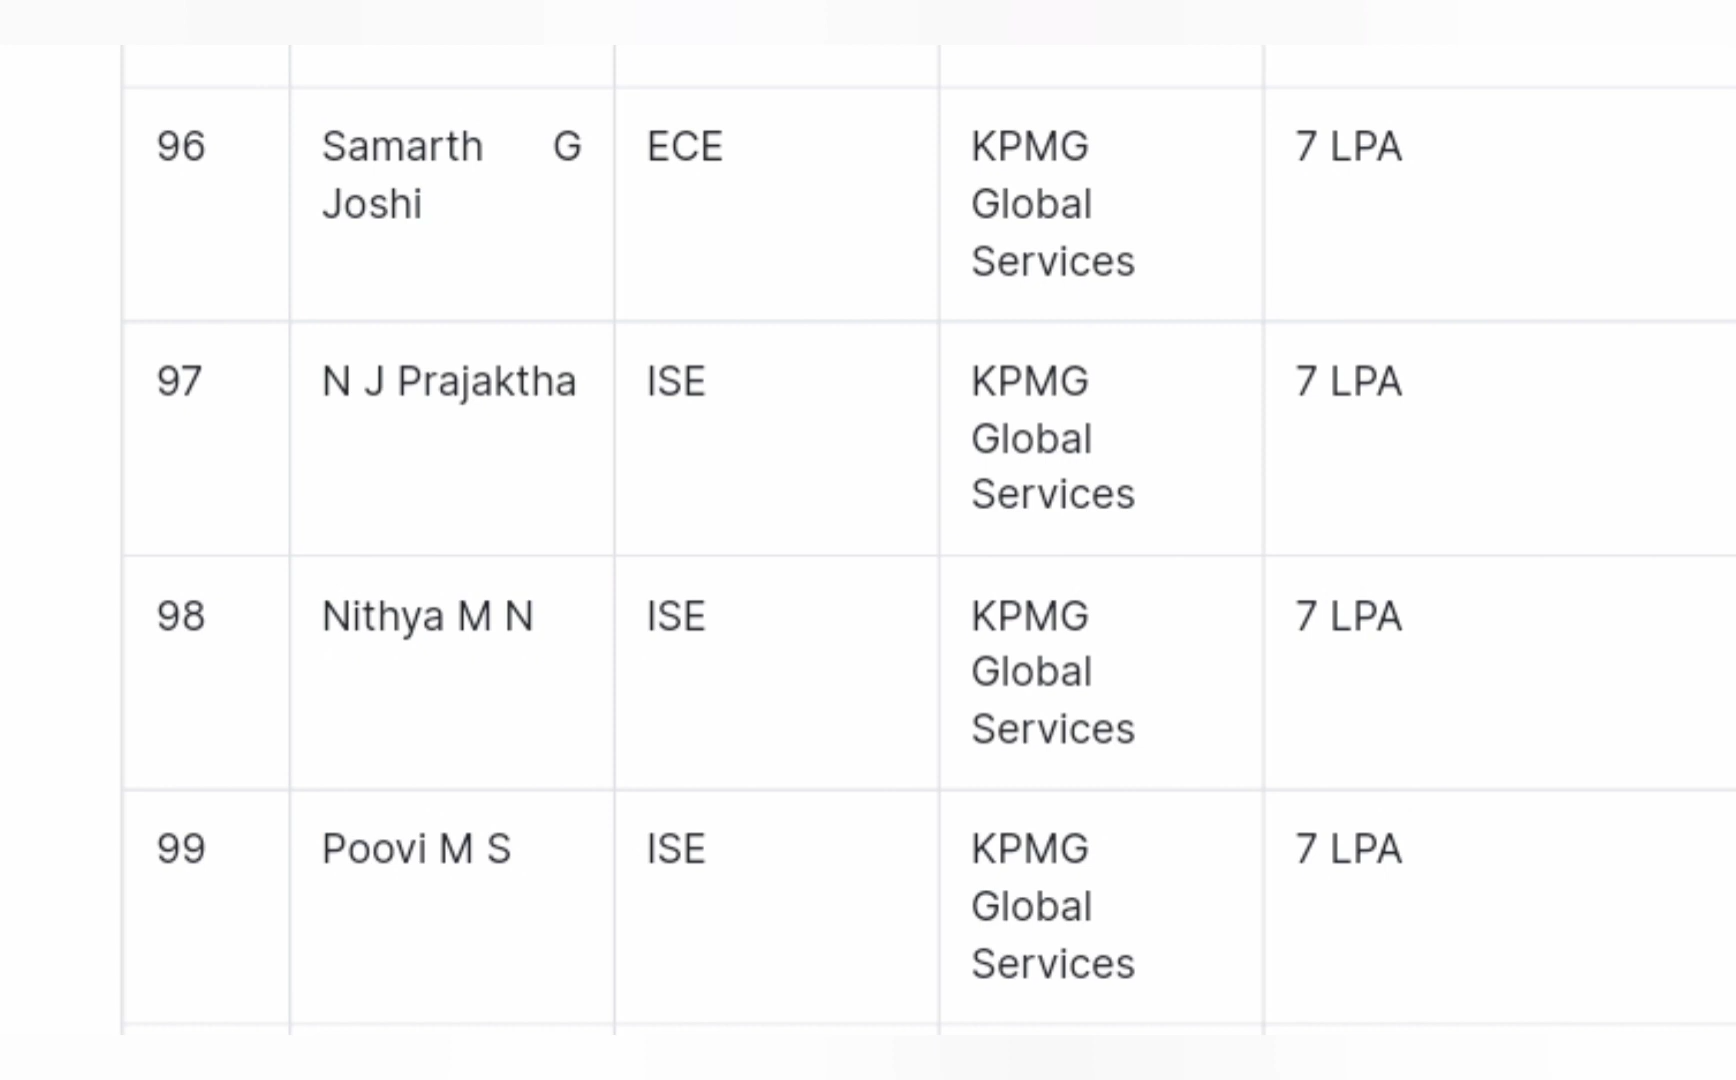 96 Samarth G ECE KPMG 7 LPA
Joshi Global
Services
97 N J Prajaktha ISE KPMG 7 LPA
Global
Services
98 Nithya M N ISE KPMG 7 LPA
Global
Services
99 Poovi M S ISE KPMG 7 LPA
Global
Services